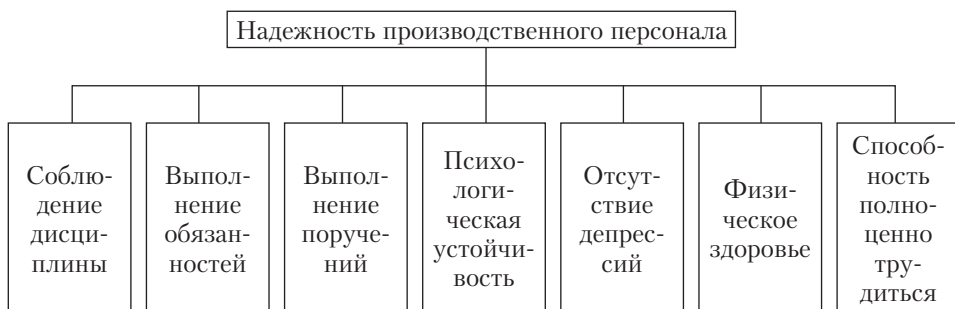 Надежность производственного персонала
Соблю-
дение
дисци-
плины
Выпол-
нение
обязан-
ностей
Выпол-
нение
поруче-
ний
Психо-
логи-
ческая
устойчи-
вость
Отсут-
ствие
депрес-
сий
Физи-
ческое
здоровье
Способ-
ность
полно-
ценно
тру-
диться